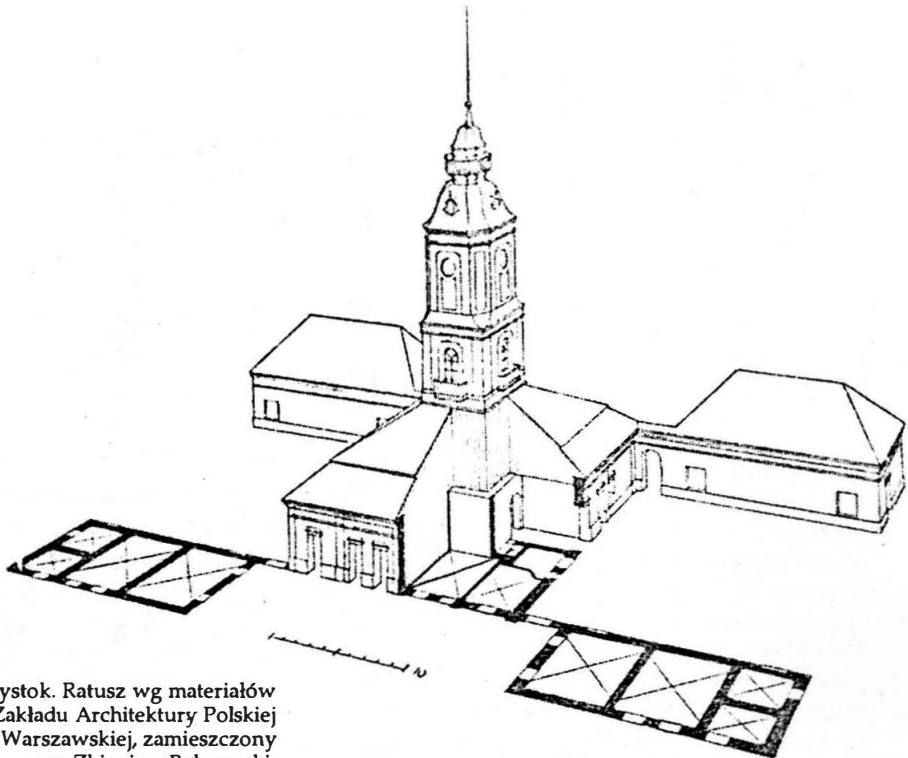 ystok. Ratusz wg materiałów
Zakładu Architektury Polskiej
Warszawskiej, zamieszczony